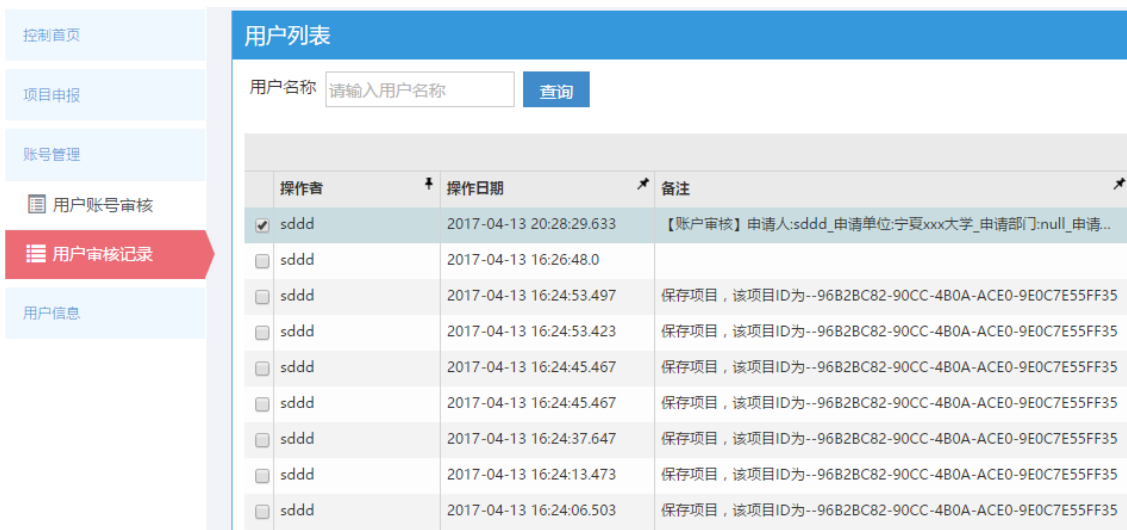 控制首页
项目申报
账号管理
用户账号审核
用户审核记录
用户信息
用户列表
用户名称 请输入用户名称 查询
操作者 操作日期 备注
sddd 2017-04-13 20:28:29.633 【账户审核】申请人:sddd_申请单位:宁夏xxx大学_申请部门:null_申请...
sddd 2017-04-13 16:26:48.0
sddd 2017-04-13 16:24:53.497 保存项目，该项目ID为--96B2BC82-90CC-4B0A-ACE0-9E0C7E55FF35
sddd 2017-04-13 16:24:53.423 保存项目，该项目ID为--96B2BC82-90CC-4B0A-ACE0-9E0C7E55FF35
sddd 2017-04-13 16:24:45.467 保存项目，该项目ID为--96B2BC82-90CC-4B0A-ACE0-9E0C7E55FF35
sddd 2017-04-13 16:24:45.467 保存项目，该项目ID为--96B2BC82-90CC-4B0A-ACE0-9E0C7E55FF35
sddd 2017-04-13 16:24:37.647 保存项目，该项目ID为--96B2BC82-90CC-4B0A-ACE0-9E0C7E55FF35
sddd 2017-04-13 16:24:13.473 保存项目，该项目ID为--96B2BC82-90CC-4B0A-ACE0-9E0C7E55FF35
sddd 2017-04-13 16:24:06.503 保存项目，该项目ID为--96B2BC82-90CC-4B0A-ACE0-9E0C7E55FF35